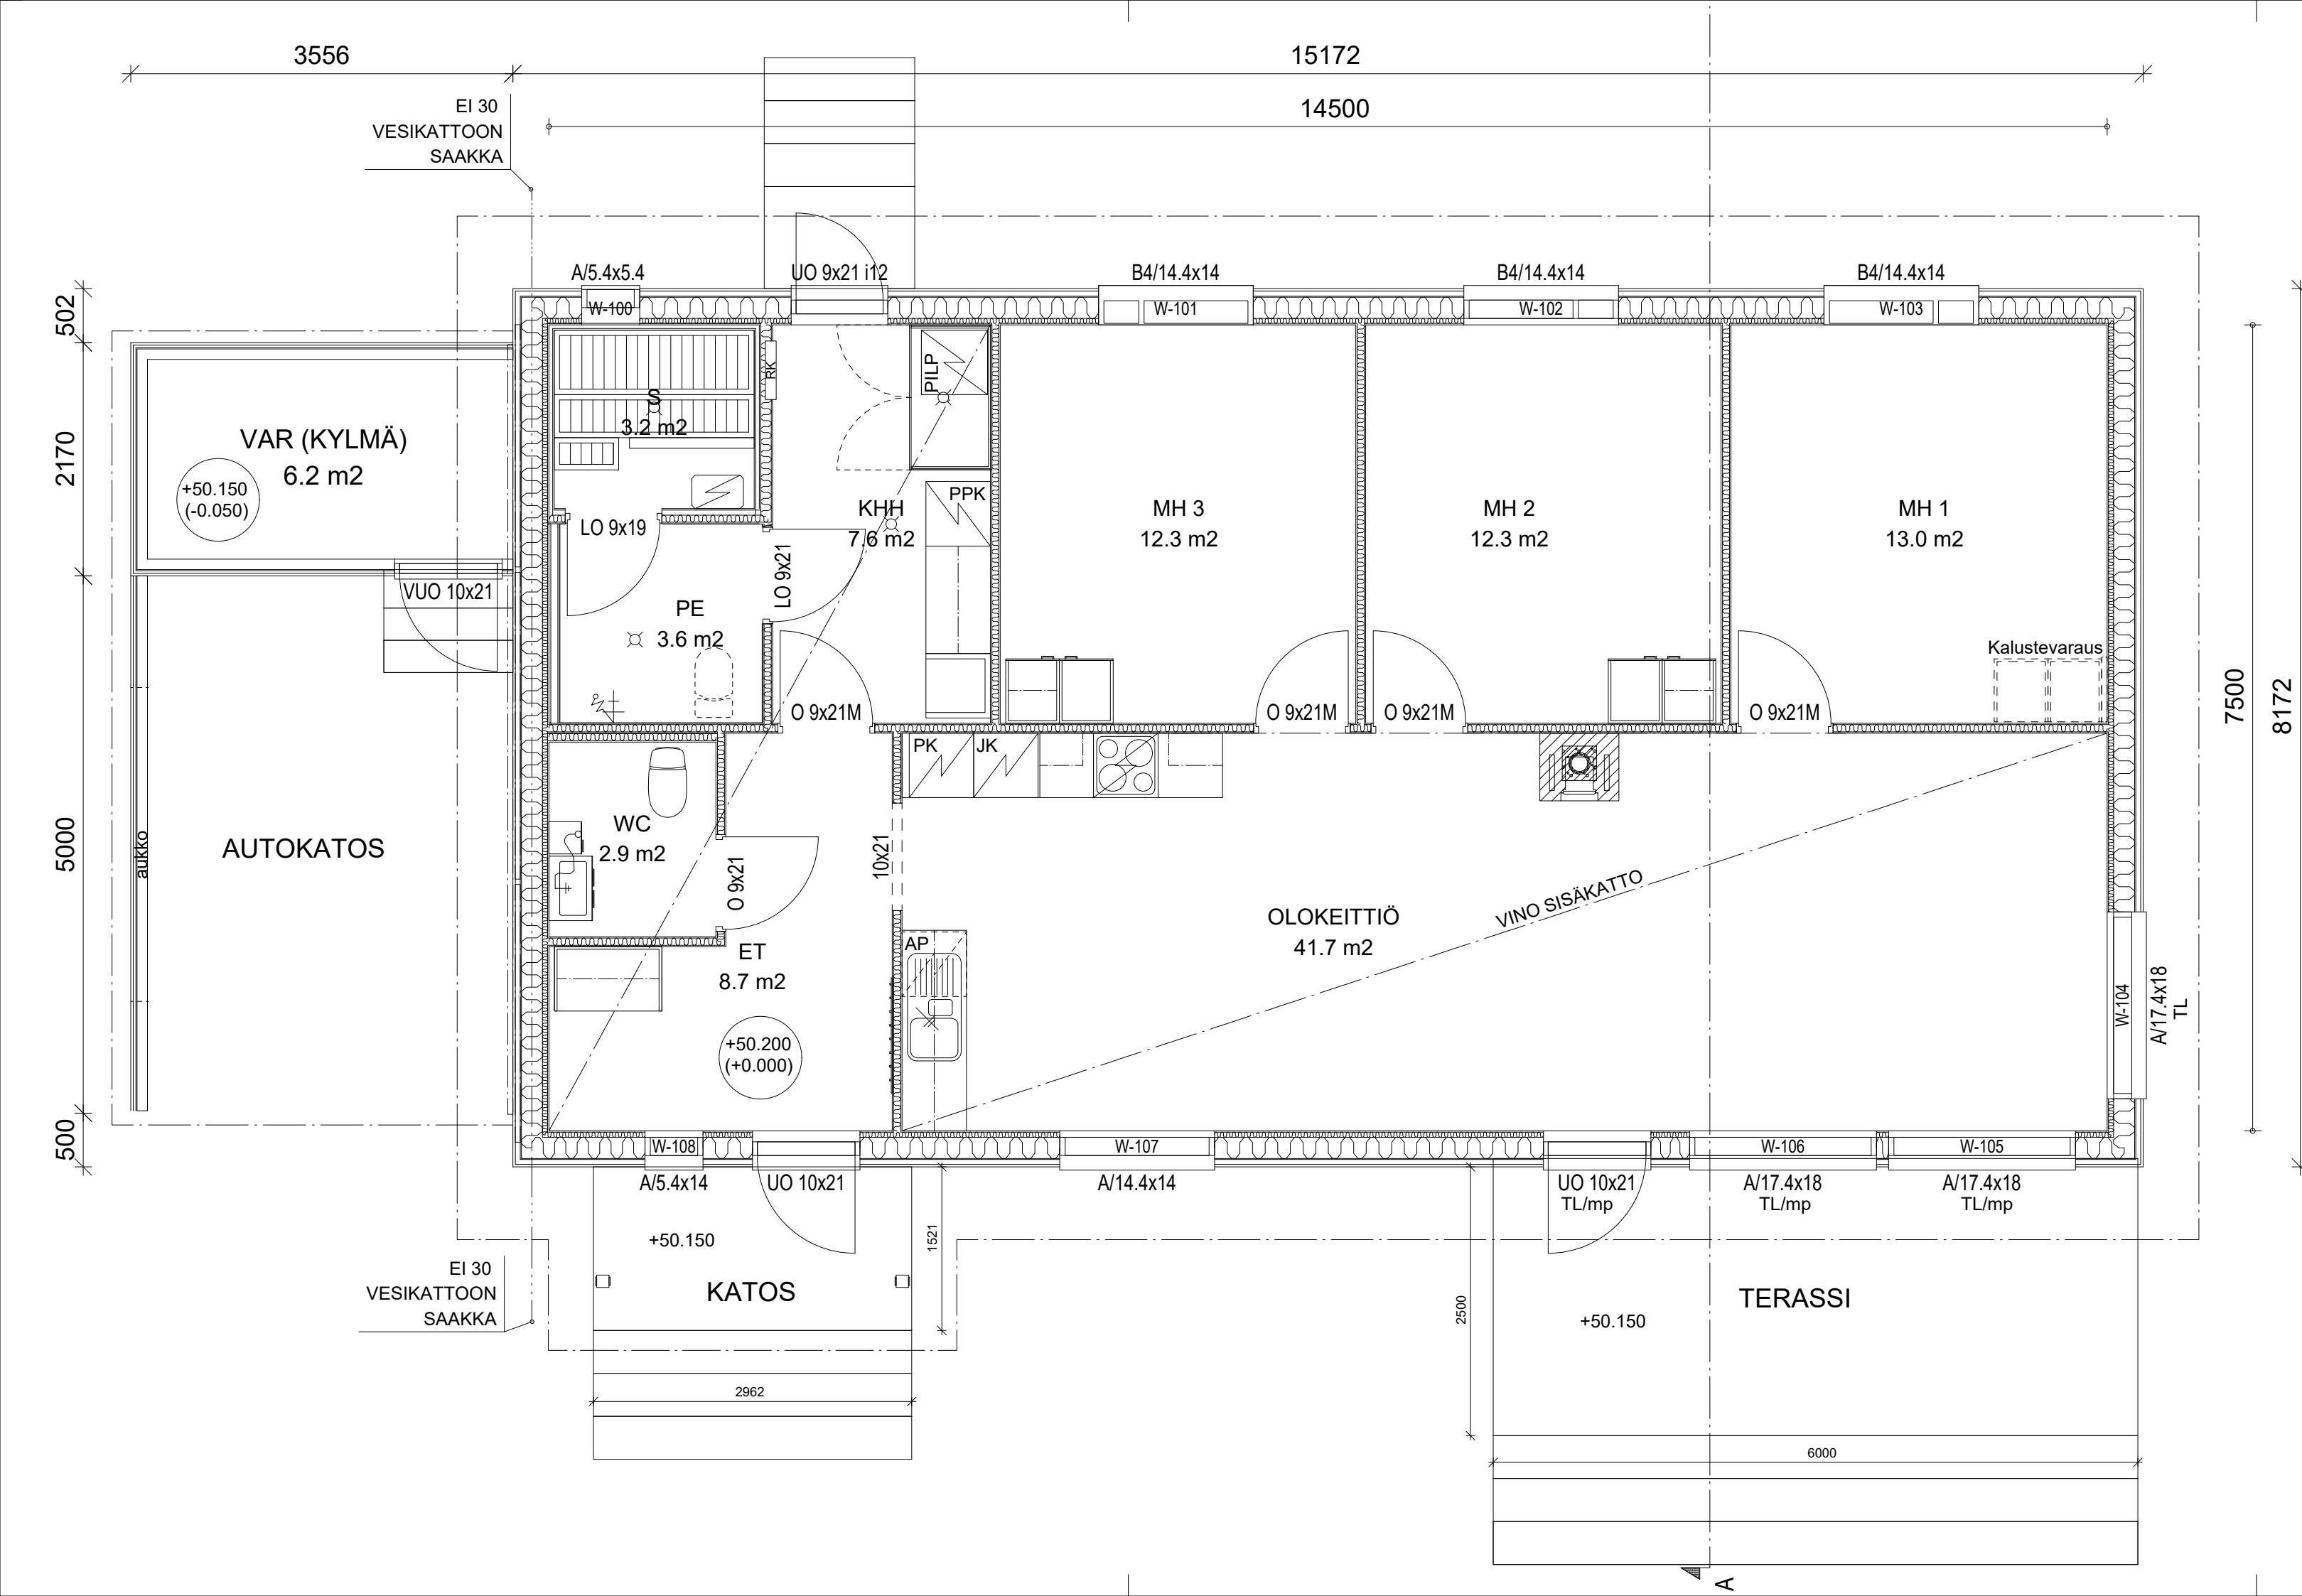 3556
15172
14500
EI 30
VESIKATTOON
SAAKKA
A/5.4x5.4
UO 9x21 i12
B4/14.4x14
B4/14.4x14
B4/14.4x14
W-100
W-101
W-102
W-103
502
2170
5000
500
VAR (KYLMÄ)
6.2 m2
+50.150
(-0.050)
VUO 10x21
S
3.2 m2
RK
PILP
LO 9x19
LO 9x21
KHH
7.6 m2
PPK
PE
3.6 m2
O 9x21M
MH 3
12.3 m2
O 9x21M
MH 2
12.3 m2
O 9x21M
MH 1
13.0 m2
Kalustevaraus
O 9x21M
7500
8172
AUTOKATOS
aukko
WC
2.9 m2
O 9x21
10x21
PK
JK
ET
8.7 m2
+50.200
(+0.000)
AP
OLOKEITTIÖ
41.7 m2
VINO SISÄKATTO
W-104
A/17.4x18
TL
W-108
W-107
W-106
W-105
A/5.4x14
UO 10x21
A/14.4x14
UO 10x21
TL/mp
A/17.4x18
TL/mp
A/17.4x18
TL/mp
+50.150
KATOS
1521
2962
EI 30
VESIKATTOON
SAAKKA
2500
TERASSI
+50.150
6000
A